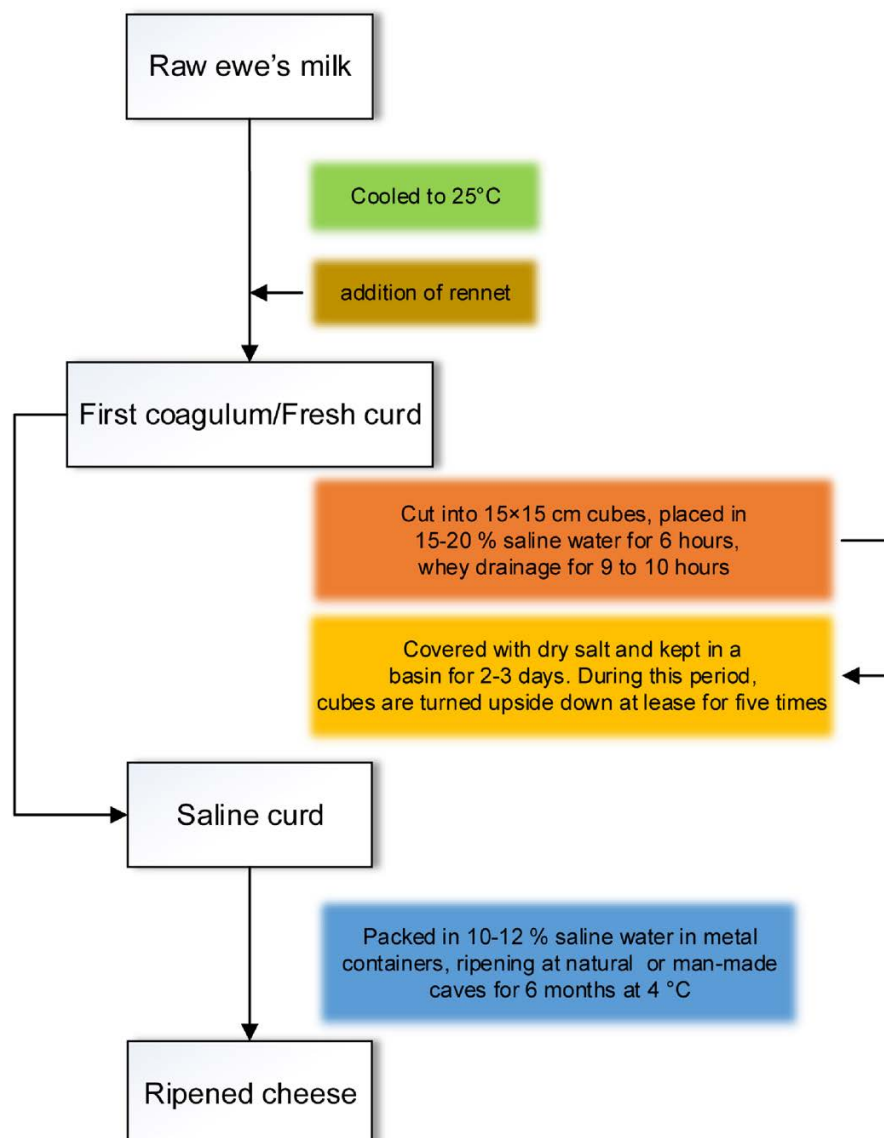 Raw ewe’s milk
Cooled to 25°C
addition of rennet
First coagulum/Fresh curd
Cut into 15×15 cm cubes, placed in
15-20 % saline water for 6 hours,
whey drainage for 9 to 10 hours
Covered with dry salt and kept in a
basin for 2-3 days. During this period,
cubes are turned upside down at lease for five times
Saline curd
Packed in 10-12 % saline water in metal
containers, ripening at natural or man-made
caves for 6 months at 4 °C
Ripened cheese